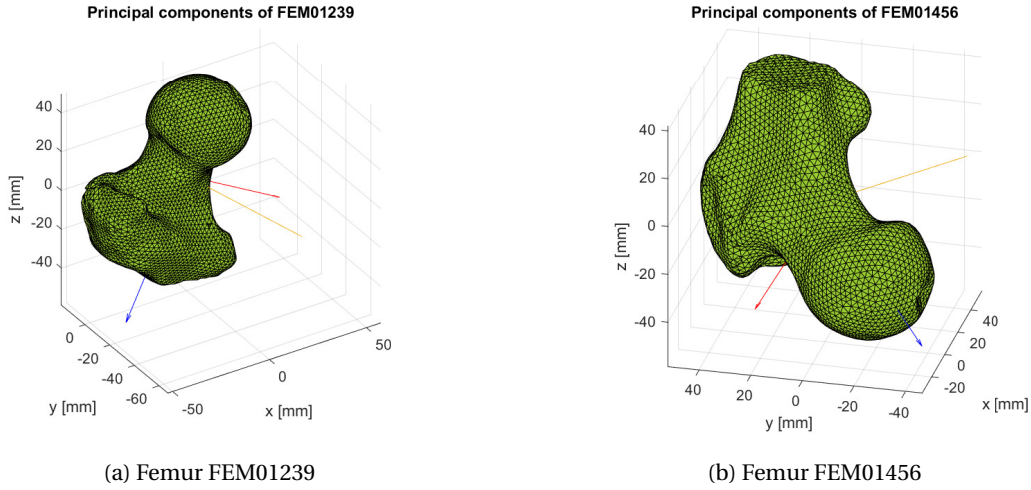 Principal components of FEM01239
40
20
0
-20
-40
z [mm]
0
-20
-40
-60
y [mm]
-50
0
50
x [mm]
(a) Femur FEM01239
Principal components of FEM01456
40
20
0
-20
-40
z [mm]
40
20
0
-20
-40
y [mm]
40
20
0
-20
x [mm]
(b) Femur FEM01456